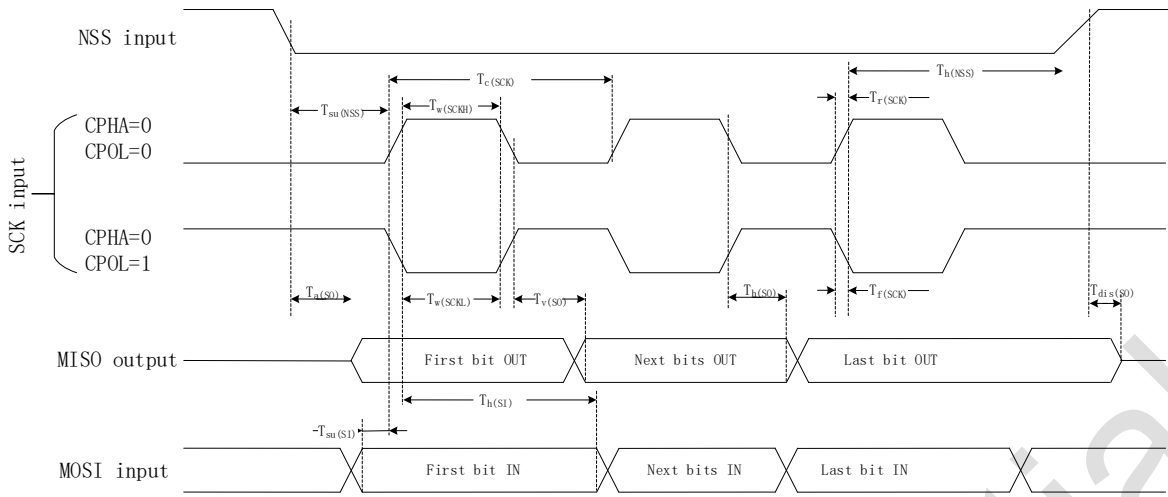 NSS input
Tc(SCK)
Th(NSS)
Tsu(NSS)
Tw(SCKH)
Tr(SCK)
CPHA=0
CPOL=0
SCK input
CPHA=0
CPOL=1
Ta(SO)
Tw(SCKL)
Tv(SO)
Th(SO)
Tf(SCK)
Tdis(SO)
MISO output
First bit OUT
Next bits OUT
Last bit OUT
Th(SI)
Tsu(SI)
MOSI input
First bit IN
Next bits IN
Last bit IN